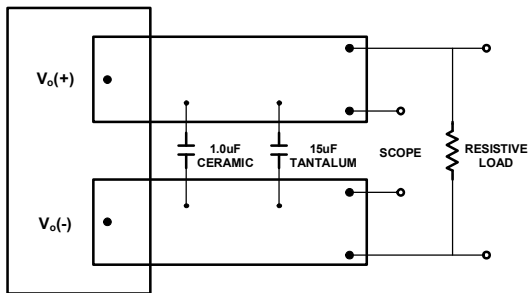 Vo(+)
1.0uF
CERAMIC
15uF
TANTALUM
SCOPE
RESISTIVE
LOAD
Vo(-)